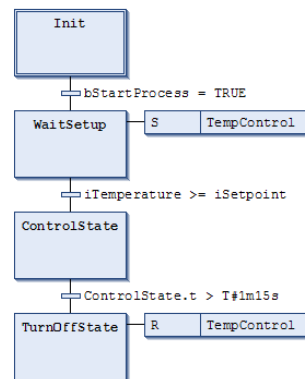 Init
bStartProcess = TRUE
WaitSetup S TempControl
iTemperature >= iSetpoint
ControlState
ControlState.t > T#1m15s
TurnOffState R TempControl